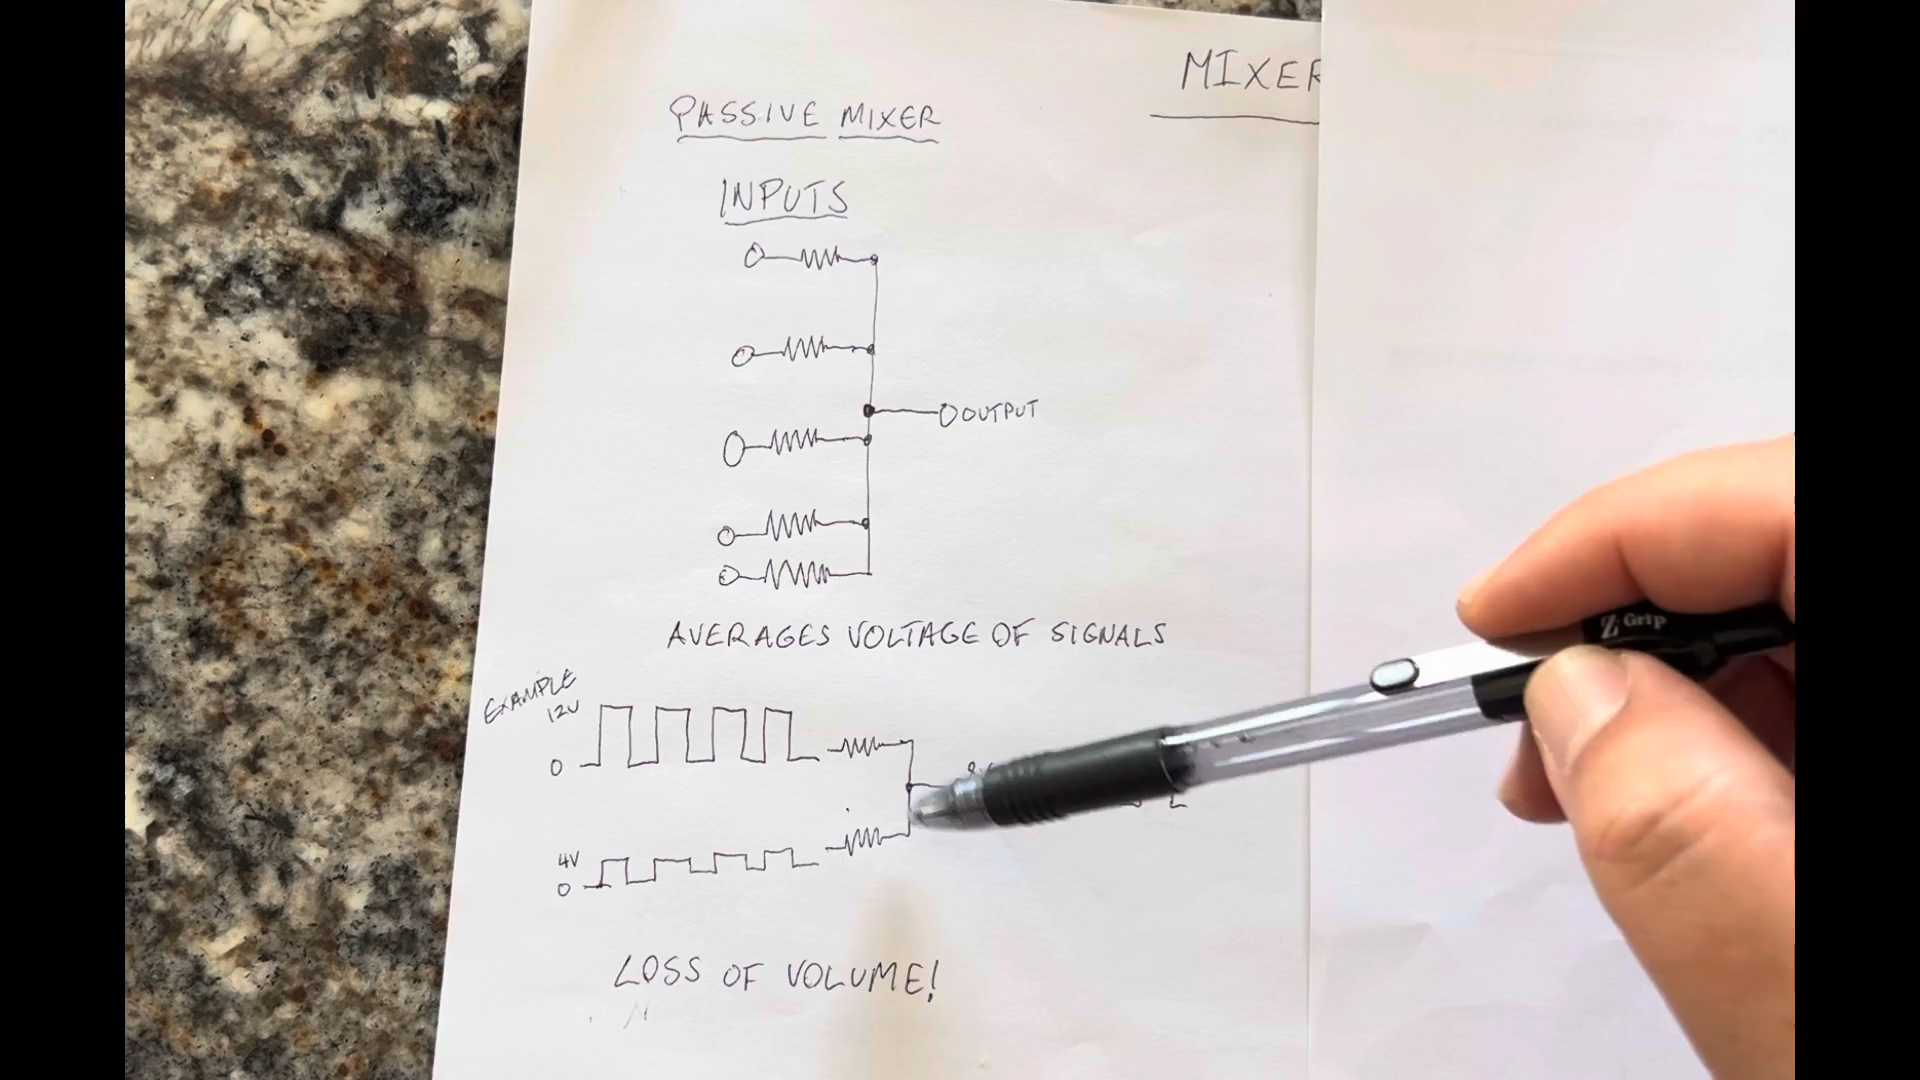 MIXER
PASSIVE MIXER
INPUTS
OUTPUT
AVERAGES VOLTAGE OF SIGNALS
EXAMPLE
12V
0
4V
0
LOSS OF VOLUME!
Z-Grip